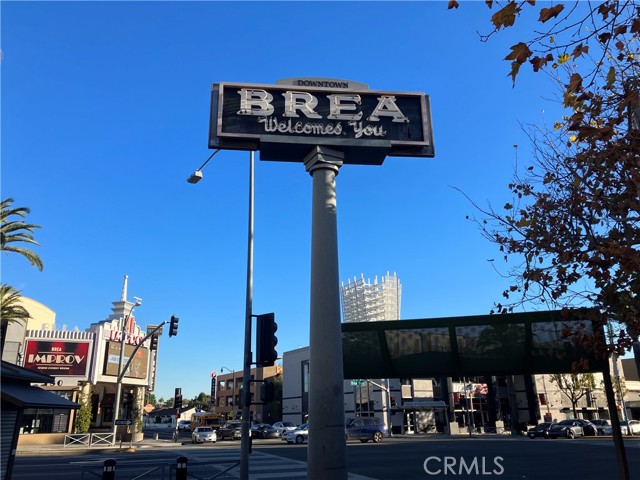 DOWNTOWN
BREA
Welcomes You
BREA
IMPROV
CRMLS